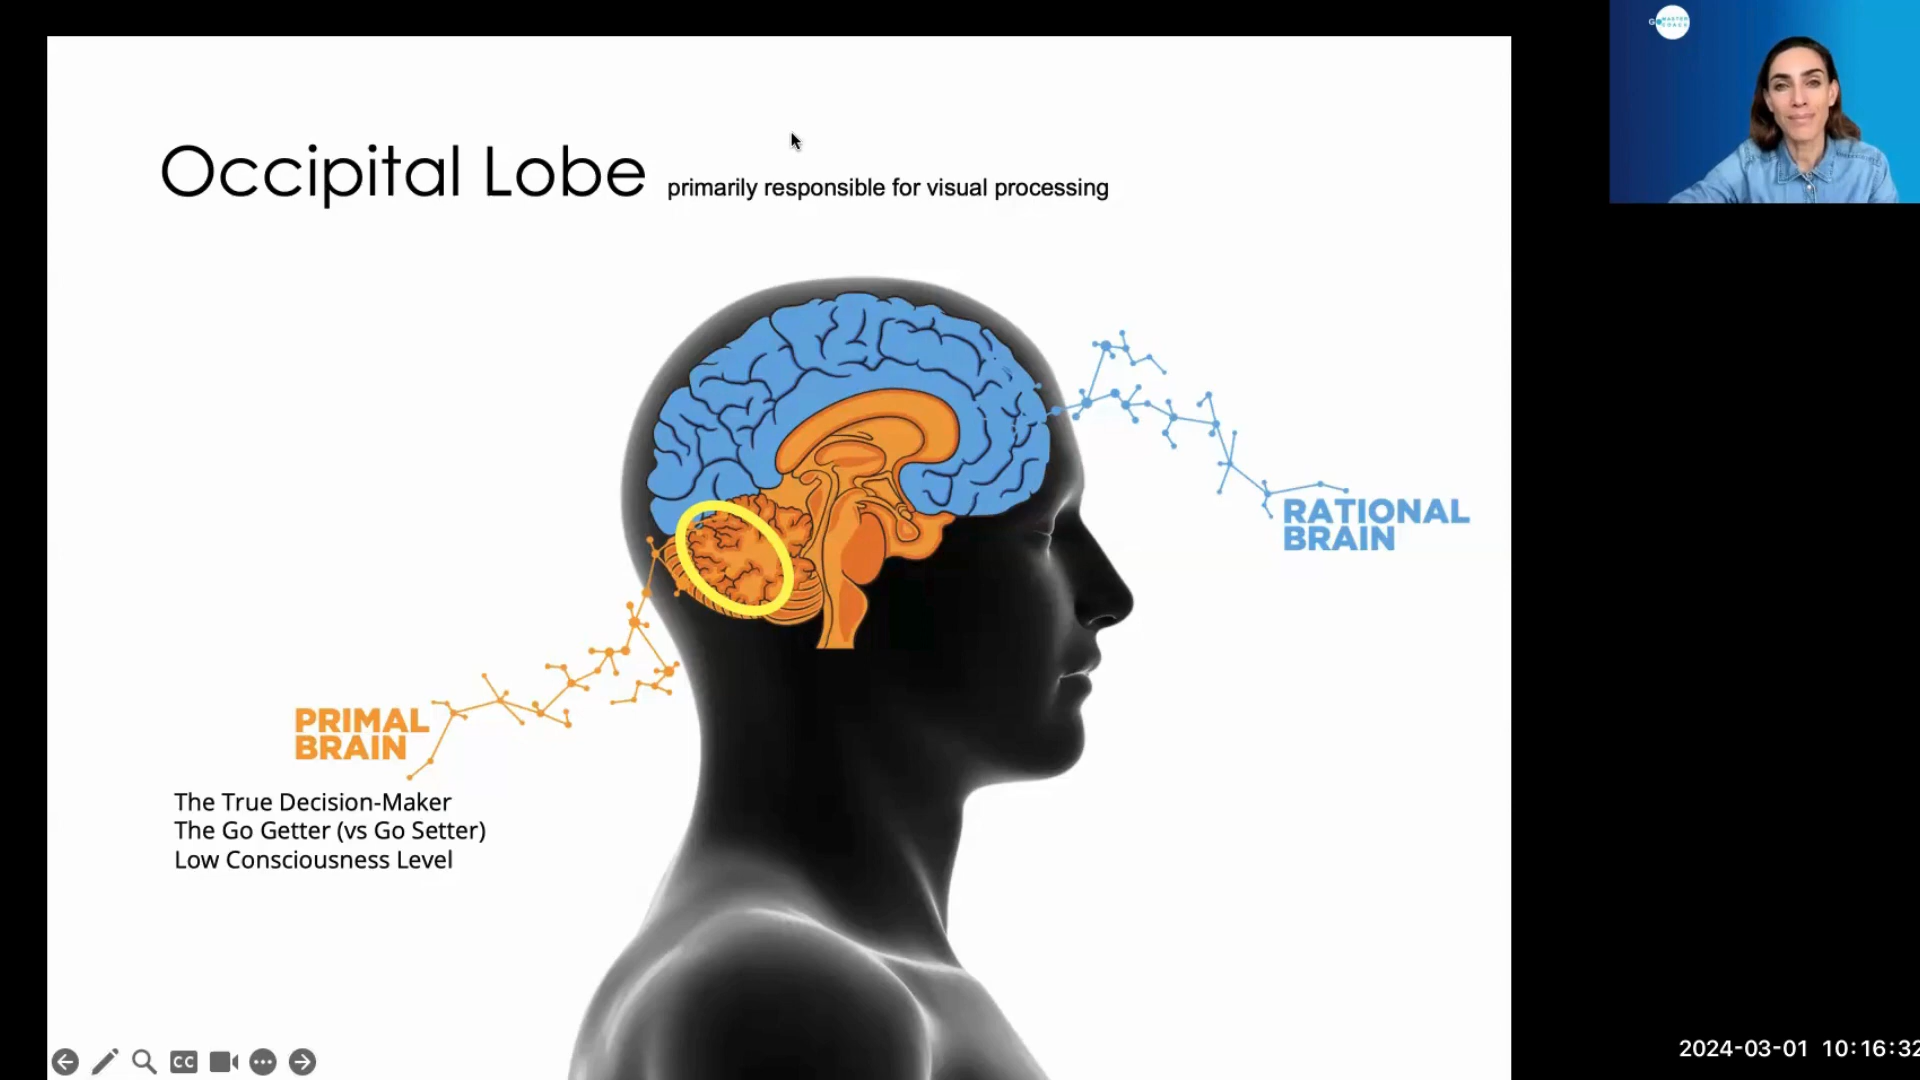 Occipital Lobe primarily responsible for visual processing
RATIONAL
BRAIN
PRIMAL
BRAIN
The True Decision-Maker
The Go Getter (vs Go Setter)
Low Consciousness Level
CC
2024-03-01 10:16:32